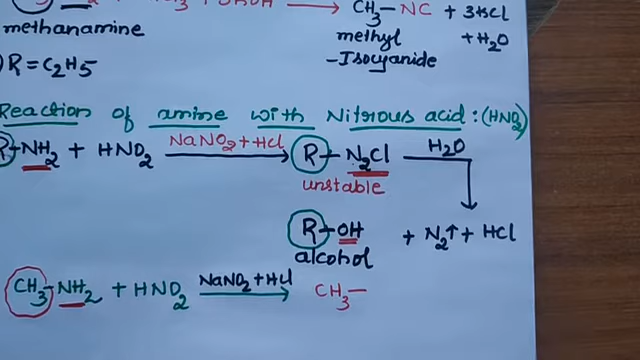 CH3-NC + 3HCl
methanamine methyl + H2O
-Isocyanide
R = C2H5
Reaction of amine with Nitrous acid : (HNO2)
R-NH2 + HNO2 NaNO2 + HCl → R-N2Cl H2O
unstable
R-OH + N2↑ + HCl
alcohol
CH3-NH2 + HNO2 NaNO2 + HCl → CH3-